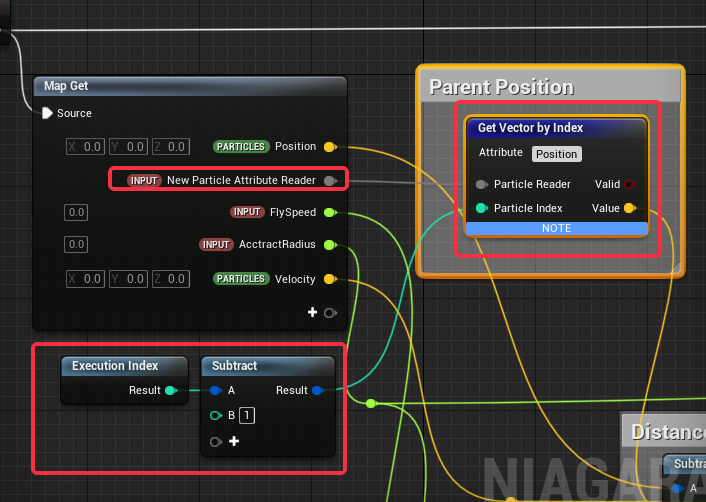 Map Get
Source
X 0.0 Y 0.0 Z 0.0 PARTICLES Position
INPUT New Particle Attribute Reader
0.0 INPUT FlySpeed
0.0 INPUT AcctractRadius
X 0.0 Y 0.0 Z 0.0 PARTICLES Velocity
Parent Position
Get Vector by Index
Attribute Position
Particle Reader Valid
Particle Index Value
NOTE
Execution Index
Result
Subtract
A Result
B 1
Distanc
Subtr
A
NIAGARA